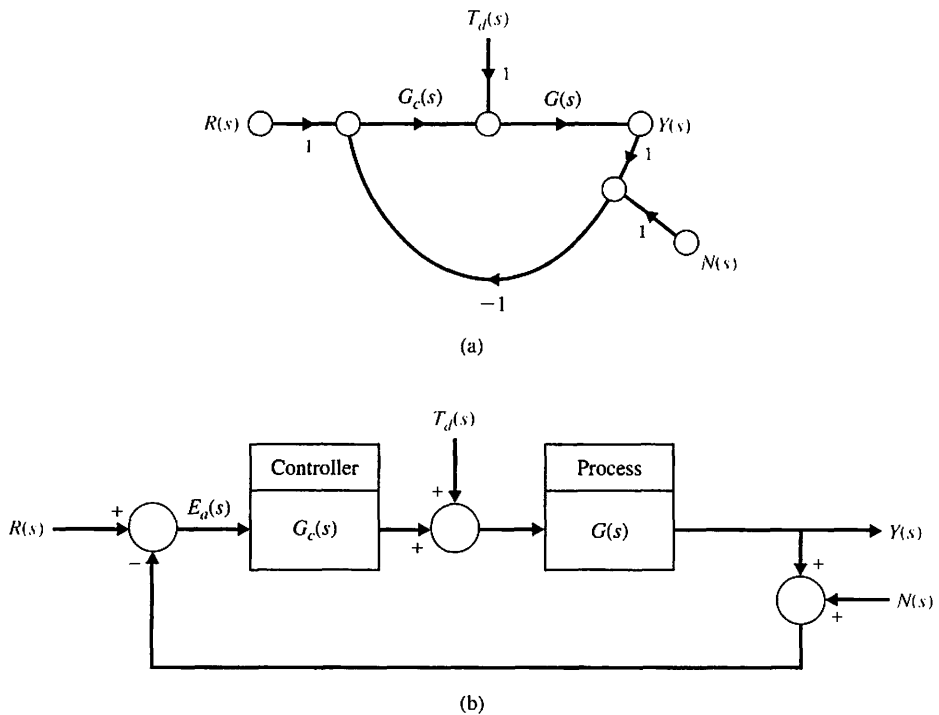 T_d(s)
1
G_c(s)
G(s)
R(s)
1
Y(s)
1
1
N(s)
−1
(a)
T_d(s)
Controller
Process
R(s)
+
E_a(s)
G_c(s)
+
+
G(s)
Y(s)
−
+
N(s)
+
(b)